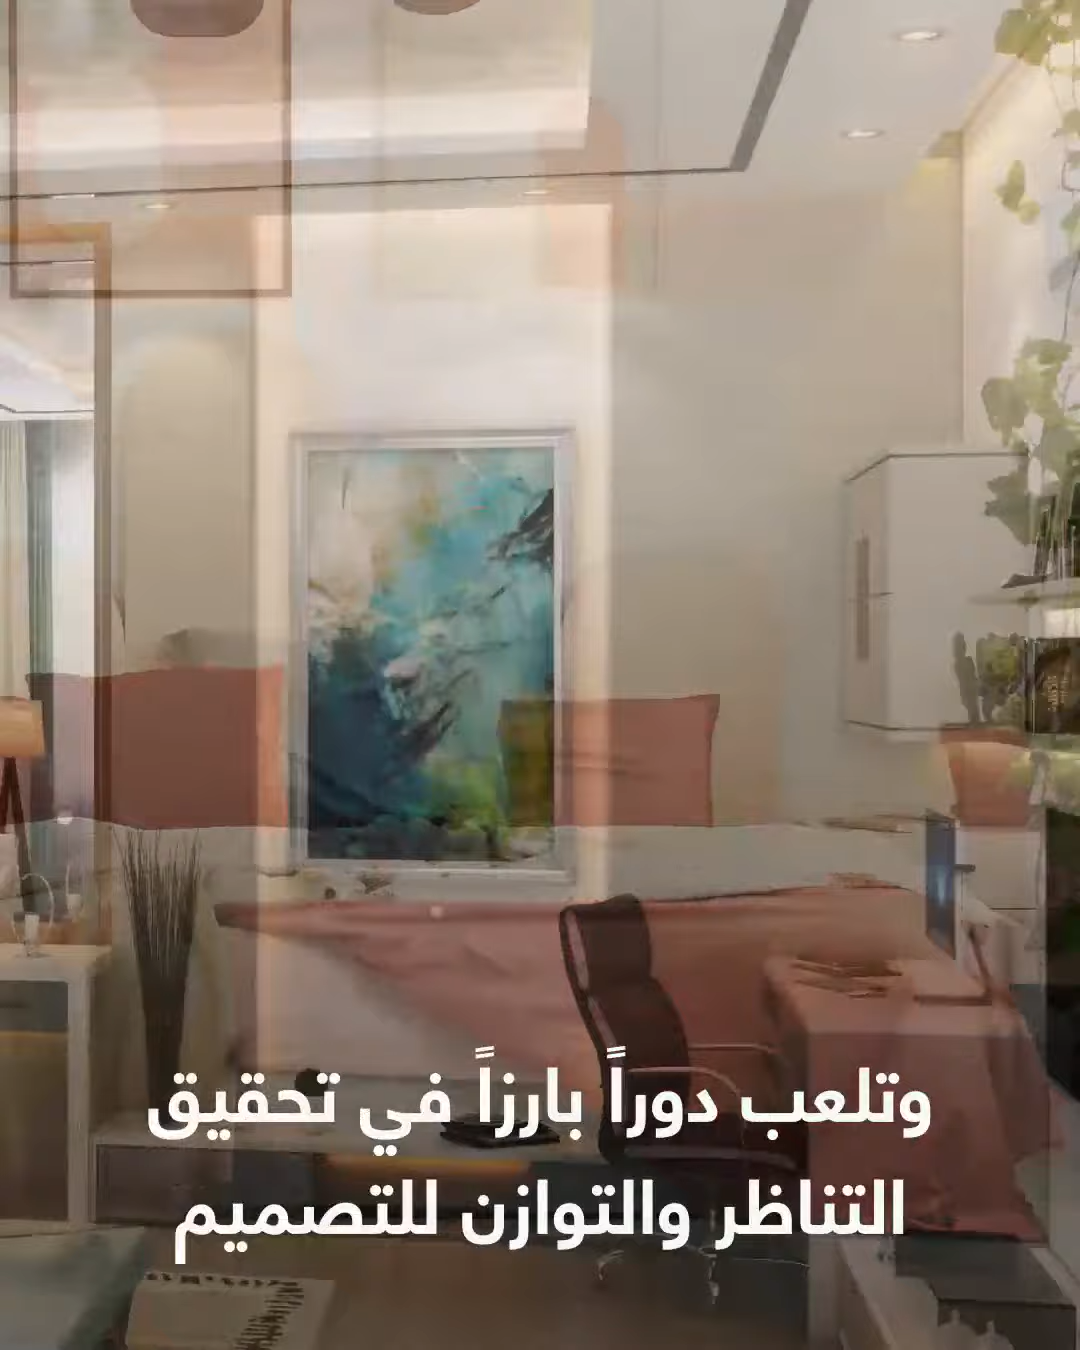 وتلعب دوراً بارزاً في تحقيق
التناظر والتوازن للتصميم